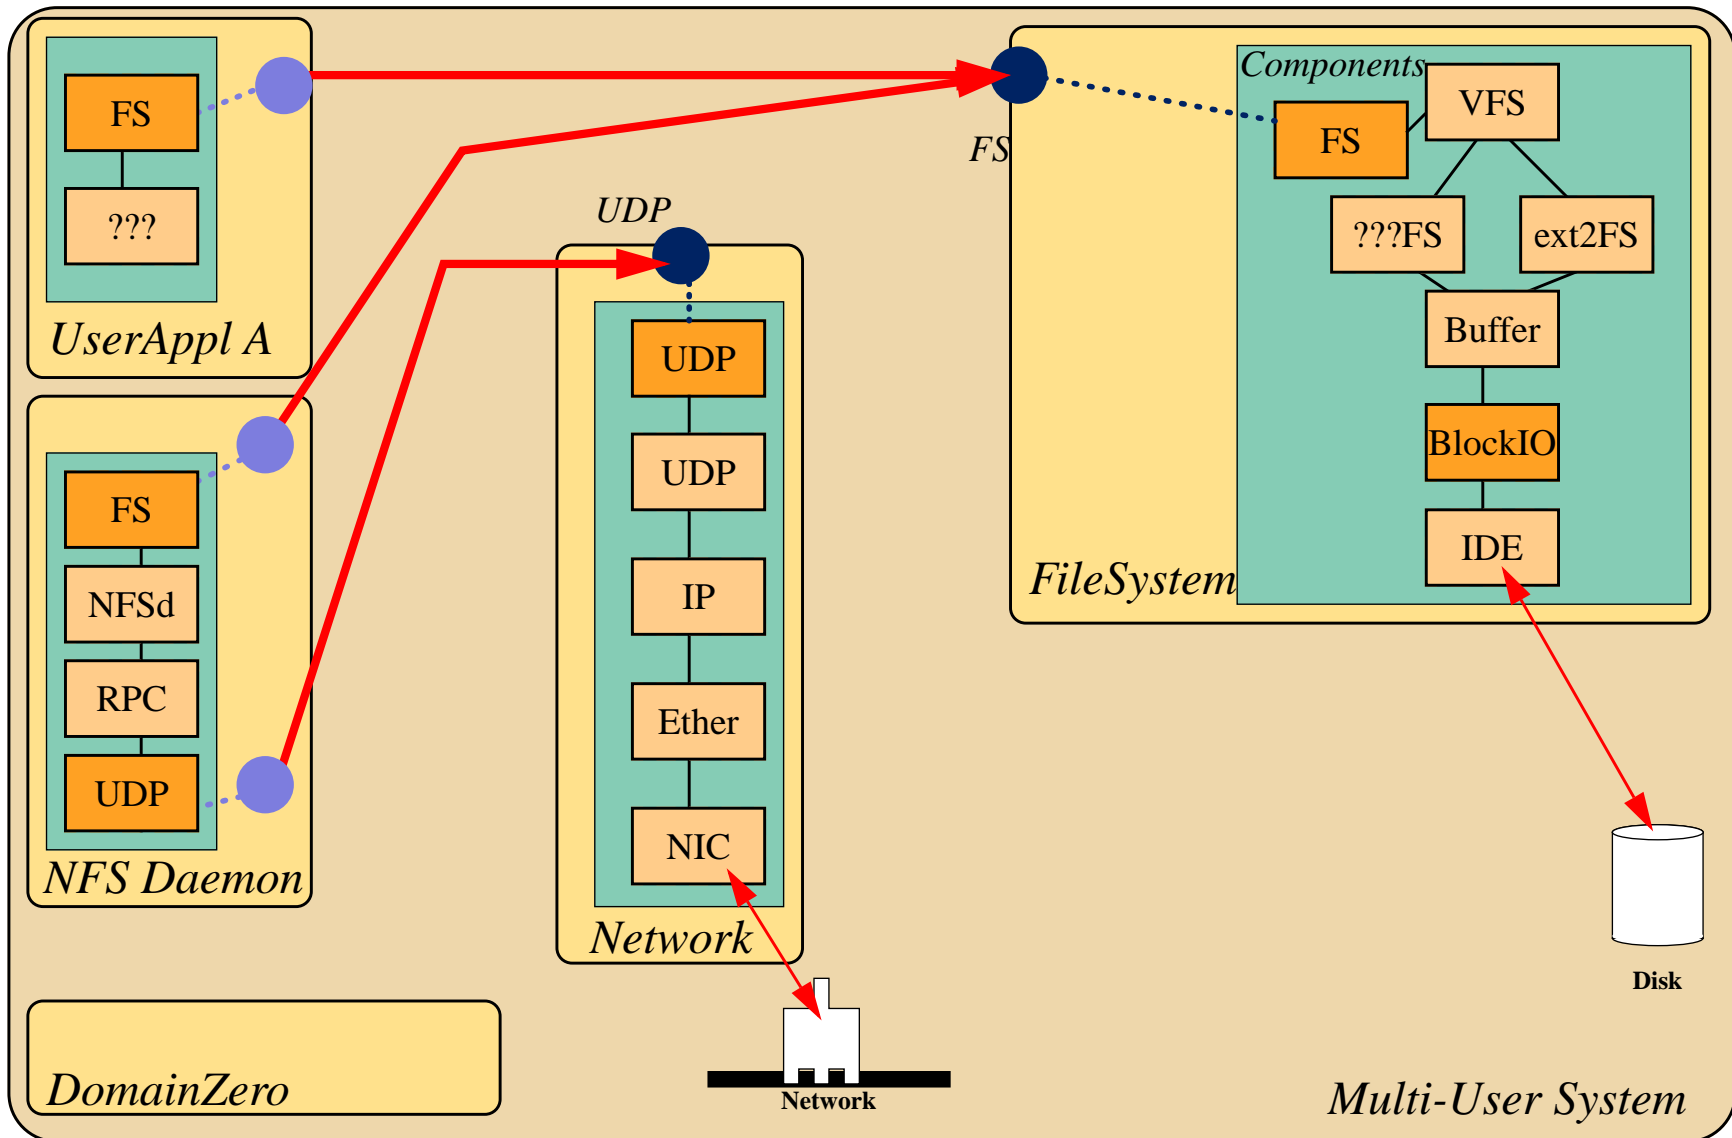 FS
???
UserAppl A
FS
NFSd
RPC
UDP
NFS Daemon
DomainZero
UDP
UDP
UDP
IP
Ether
NIC
Network
Network
FS
Components
FS
VFS
???FS
ext2FS
Buffer
BlockIO
IDE
FileSystem
Disk
Multi-User System